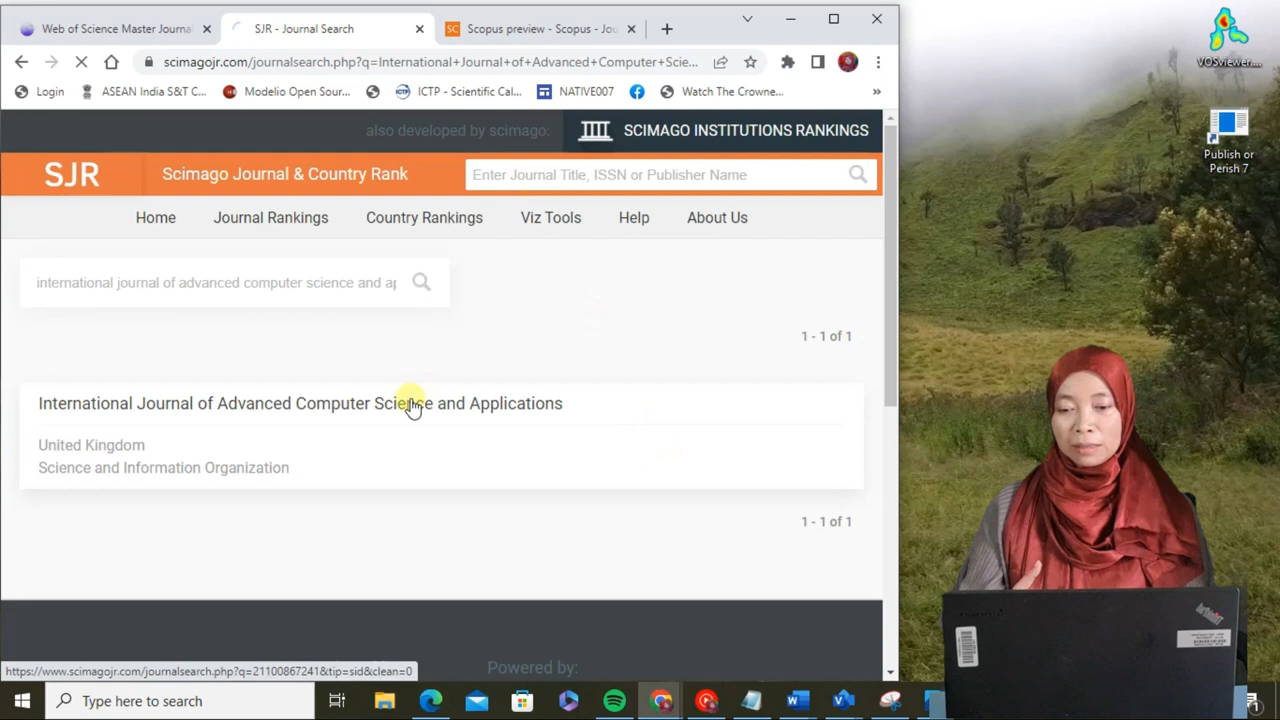 Web of Science Master Journal
SJR - Journal Search
SC Scopus preview - Scopus - Jou
scimagojr.com/journalsearch.php?q=International+Journal+of+Advanced+Computer+Scie...
Login
ASEAN India S&T C...
Modelio Open Sour...
ICTP ICTP - Scientific Cal...
NATIVE007
Watch The Crowne...
also developed by scimago:
SCIMAGO INSTITUTIONS RANKINGS
SJR
Scimago Journal & Country Rank
Enter Journal Title, ISSN or Publisher Name
Home
Journal Rankings
Country Rankings
Viz Tools
Help
About Us
international journal of advanced computer science and ap
1 - 1 of 1
International Journal of Advanced Computer Science and Applications
United Kingdom
Science and Information Organization
1 - 1 of 1
Powered by:
https://www.scimagojr.com/journalsearch.php?q=21100867241&tip=sid&clean=0
Type here to search
VOSviewer....
Publish or
Perish 7
ThinkPad